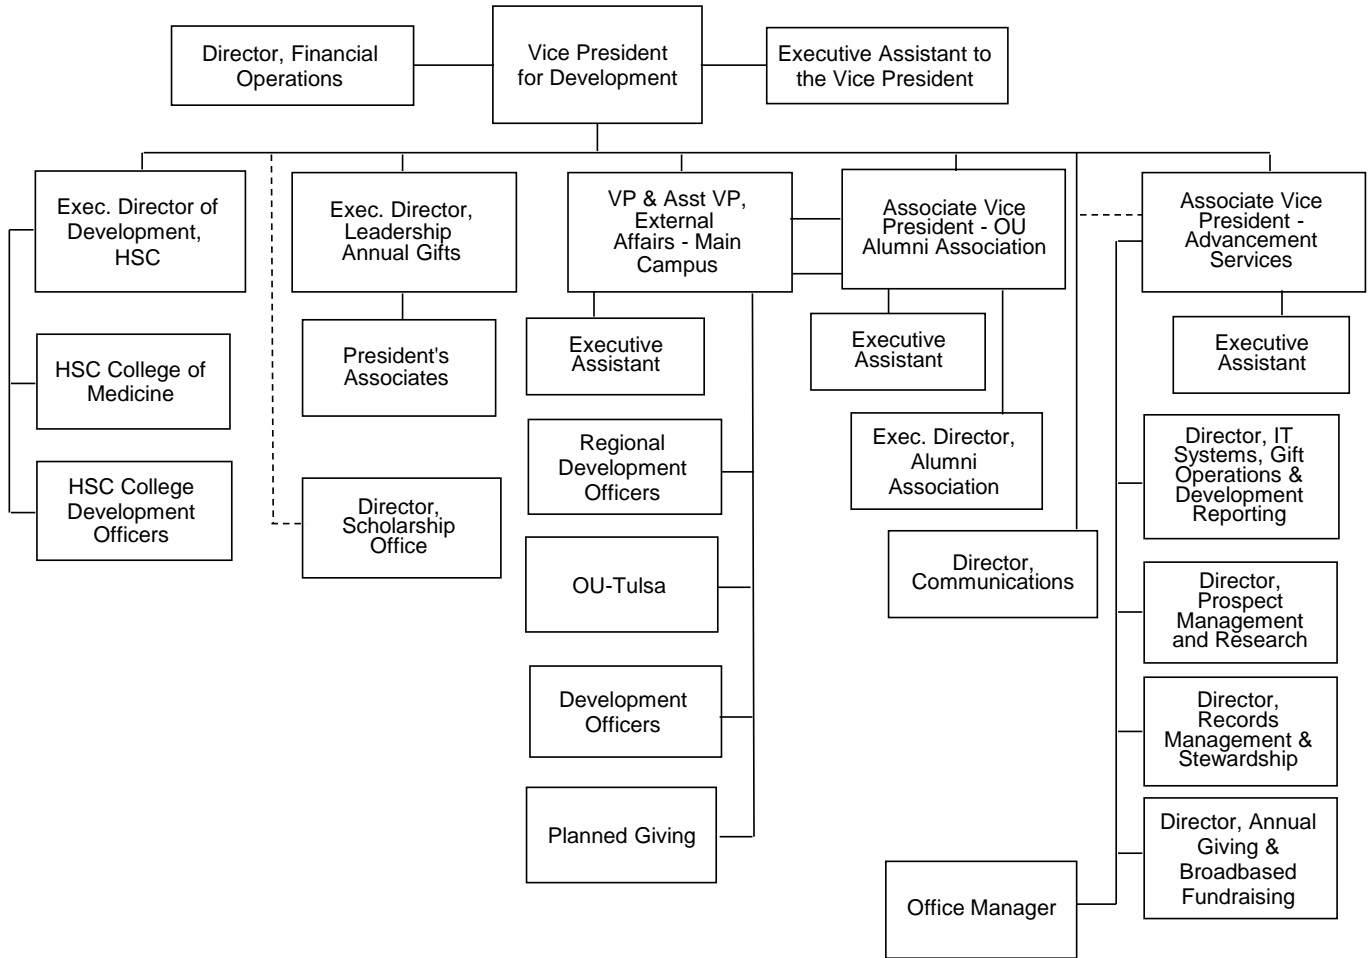 Director, Financial
Operations
Vice President
for Development
Executive Assistant to
the Vice President
Exec. Director of
Development,
HSC
Exec. Director,
Leadership
Annual Gifts
VP & Asst VP,
External
Affairs - Main
Campus
Associate Vice
President - OU
Alumni Association
Associate Vice
President -
Advancement
Services
HSC College of
Medicine
HSC College
Development
Officers
President's
Associates
Director,
Scholarship
Office
Executive
Assistant
Regional
Development
Officers
OU-Tulsa
Development
Officers
Planned Giving
Executive
Assistant
Exec. Director,
Alumni
Association
Director,
Communications
Executive
Assistant
Director, IT
Systems, Gift
Operations &
Development
Reporting
Director,
Prospect
Management
and Research
Director,
Records
Management &
Stewardship
Director, Annual
Giving &
Broadbased
Fundraising
Office Manager